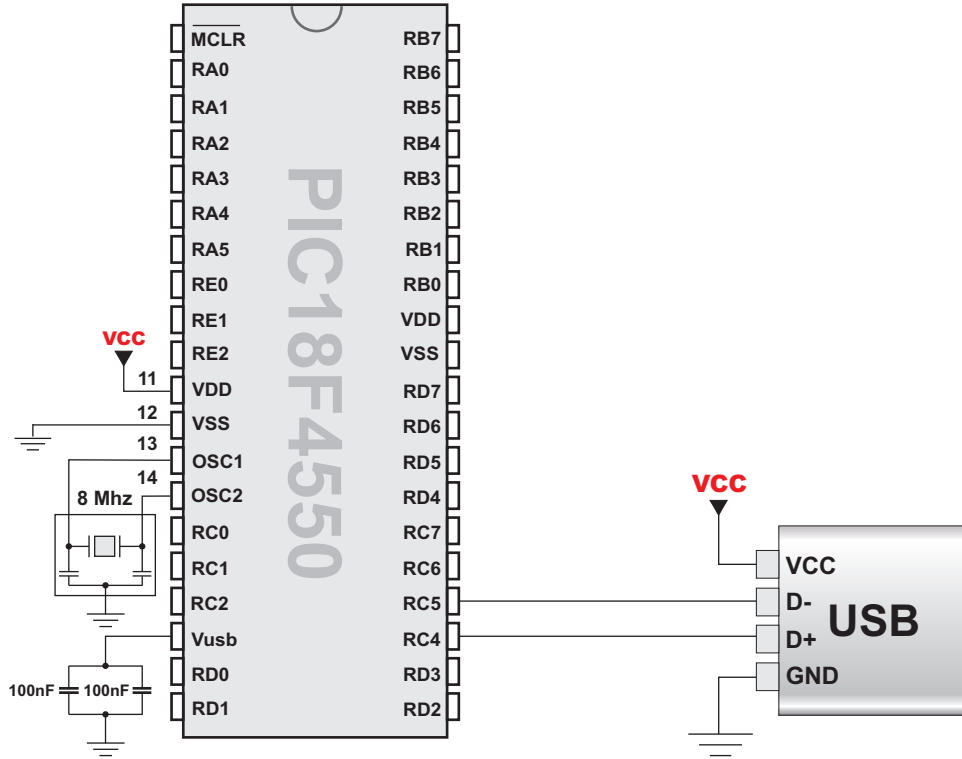 MCLR
RA0
RA1
RA2
RA3
RA4
RA5
RE0
RE1
RE2
VDD
VSS
OSC1
OSC2
RC0
RC1
RC2
Vusb
RD0
RD1
RB7
RB6
RB5
RB4
RB3
RB2
RB1
RB0
VDD
VSS
RD7
RD6
RD5
RD4
RC7
RC6
RC5
RC4
RD3
RD2
PIC18F4550
vcc
11
12
13
14
8 Mhz
100nF 100nF
vcc
VCC
D-
D+
GND
USB